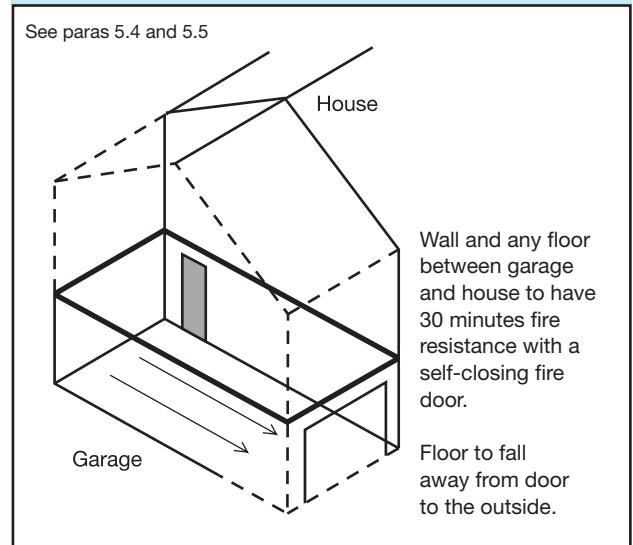 See paras 5.4 and 5.5
House
Wall and any floor
between garage
and house to have
30 minutes fire
resistance with a
self-closing fire
door.
Floor to fall
away from door
to the outside.
Garage